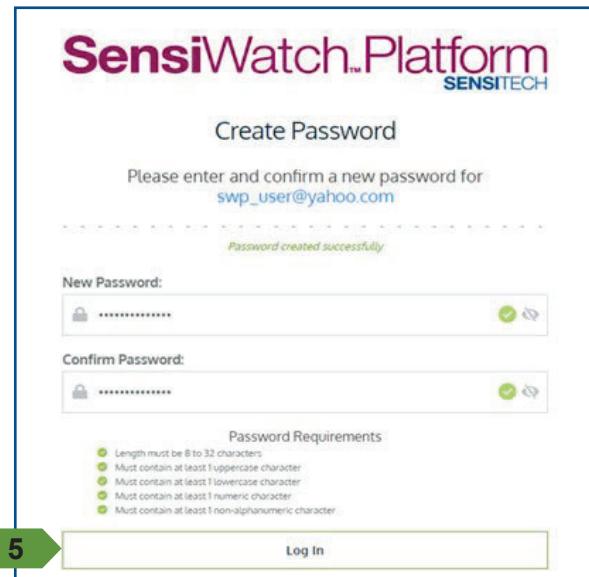 SensiWatch™ Platform
SENSITECH
Create Password
Please enter and confirm a new password for
swp_user@yahoo.com
Password created successfully
New Password:
••••••••••••••
Confirm Password:
••••••••••••••
Password Requirements
Length must be 8 to 32 characters
Must contain at least 1 uppercase character
Must contain at least 1 lowercase character
Must contain at least 1 numeric character
Must contain at least 1 non-alphanumeric character
5
Log In